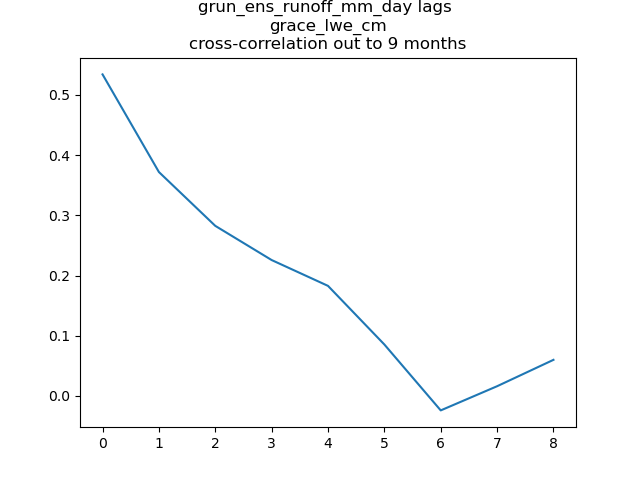 grun_ens_runoff_mm_day lags
grace_lwe_cm
cross-correlation out to 9 months
0.5
0.4
0.3
0.2
0.1
0.0
0 1 2 3 4 5 6 7 8